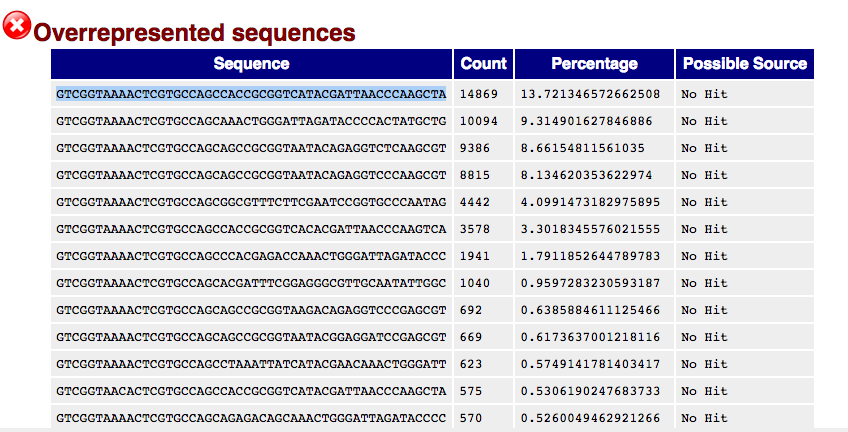 Overrepresented sequences
Sequence Count Percentage Possible Source
GTCGGTAAAACTCGTGCCAGCCACCGCGGTCATACGATTAACCCAAGCTA 14869 13.721346572662508 No Hit
GTCGGTAAAACTCGTGCCAGCAAACTGGGATTAGATACCCCACTATGCTG 10094 9.314901627846886 No Hit
GTCGGTAAAACTCGTGCCAGCAGCCGCGGTAATACAGAGGTCTCAAGCGT 9386 8.66154811561035 No Hit
GTCGGTAAAACTCGTGCCAGCAGCCGCGGTAATACAGAGGTCCCAAGCGT 8815 8.134620353622974 No Hit
GTCGGTAAAACTCGTGCCAGCGGCGTTTCTTCGAATCCGGTGCCCAATAG 4442 4.0991473182975895 No Hit
GTCGGTAAAACTCGTGCCAGCCACCGCGGTCACACGATTAACCCAAGTCA 3578 3.3018345576021555 No Hit
GTCGGTAAAACTCGTGCCAGCCCACGAGACCAAACTGGGATTAGATACCC 1941 1.7911852644789783 No Hit
GTCGGTAAAACTCGTGCCAGCACGATTTCGGAGGGCGTTGCAATATTGGC 1040 0.9597283230593187 No Hit
GTCGGTAAAACTCGTGCCAGCAGCCGCGGTAAGACAGAGGTCCCGAGCGT 692 0.6385884611125466 No Hit
GTCGGTAAAACTCGTGCCAGCAGCCGCGGTAATACGGAGGATCCGAGCGT 669 0.6173637001218116 No Hit
GTCGGTAAAACTCGTGCCAGCCTAAATTATCATACGAACAAACTGGGATT 623 0.5749141781403417 No Hit
GTCGGTAACACTCGTGCCAGCCACCGCGGTCATACGATTAACCCAAGCTA 575 0.5306190247683733 No Hit
GTCGGTAAAACTCGTGCCAGCAGAGACAGCAAACTGGGATTAGATACCCC 570 0.5260049462921266 No Hit